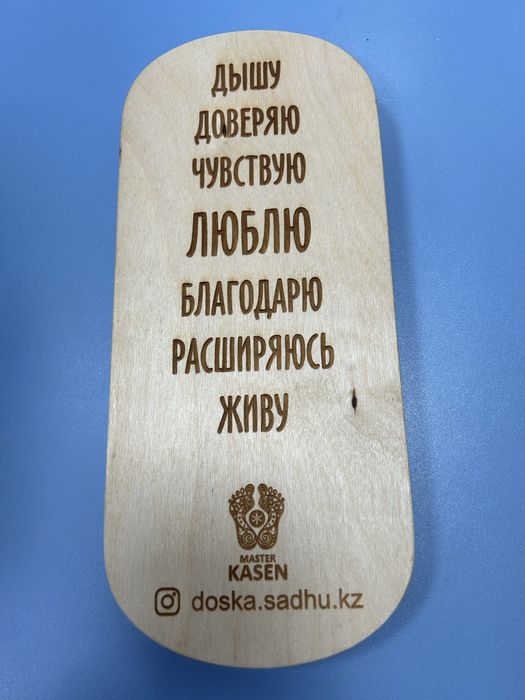 ДЫШУ
ДОВЕРЯЮ
ЧУВСТВУЮ
ЛЮБЛЮ
БЛАГОДАРЮ
РАСШИРЯЮСЬ
ЖИВУ
MASTER
KASEN
doska.sadhu.kz